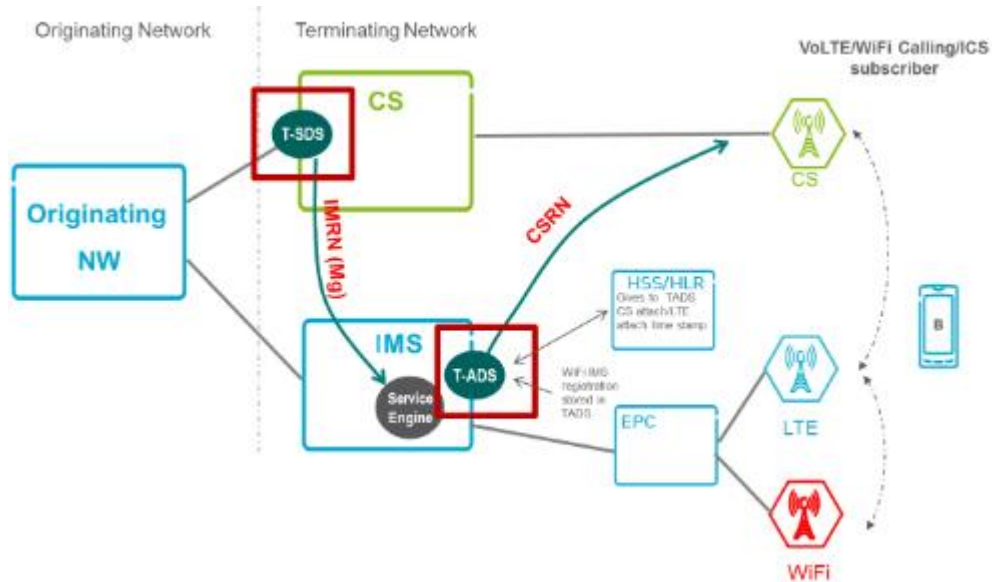 Originating Network
Terminating Network
VoLTE/WiFi Calling/ICS
subscriber
CS
T-SDS
CS
Originating
NW
IMRN (Mg)
CSRN
HSS/HLR
Gives to TADS
CS attach/LTE
attach time stamp
B
IMS
T-ADS
WiFi IMS
registration
stored in
TADS
Service
Engine
EPC
LTE
WiFi